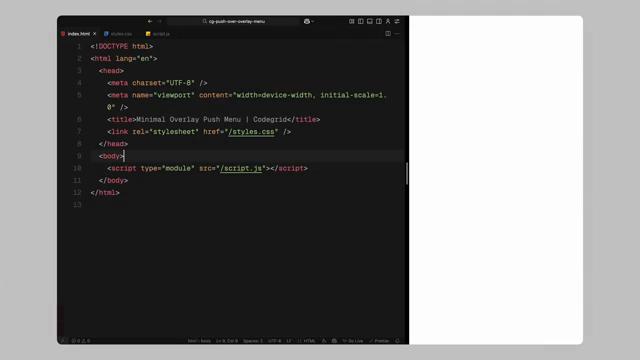 cg-push-over-overlay-menu
index.html
styles.css
script.js
1 <!DOCTYPE html>
2 <html lang="en">
3 <head>
4 <meta charset="UTF-8" />
5 <meta name="viewport" content="width=device-width, initial-scale=1.
0" />
6 <title>Minimal Overlay Push Menu | Codegrid</title>
7 <link rel="stylesheet" href="/styles.css" />
8 </head>
9 <body>
10 <script type="module" src="/script.js"></script>
11 </body>
12 </html>
13
0 0 html › body Ln 9, Col 9 Spaces: 2 UTF-8 LF HTML Go Live Prettier